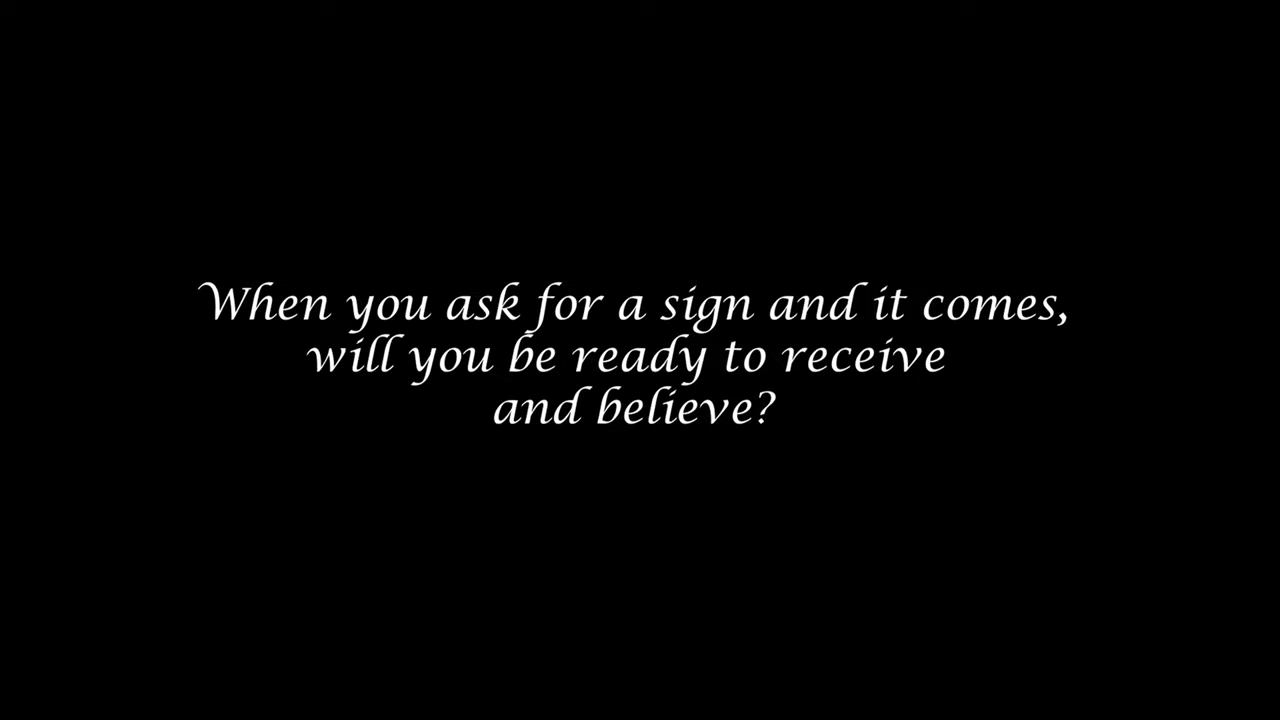 When you ask for a sign and it comes,
will you be ready to receive
and believe?